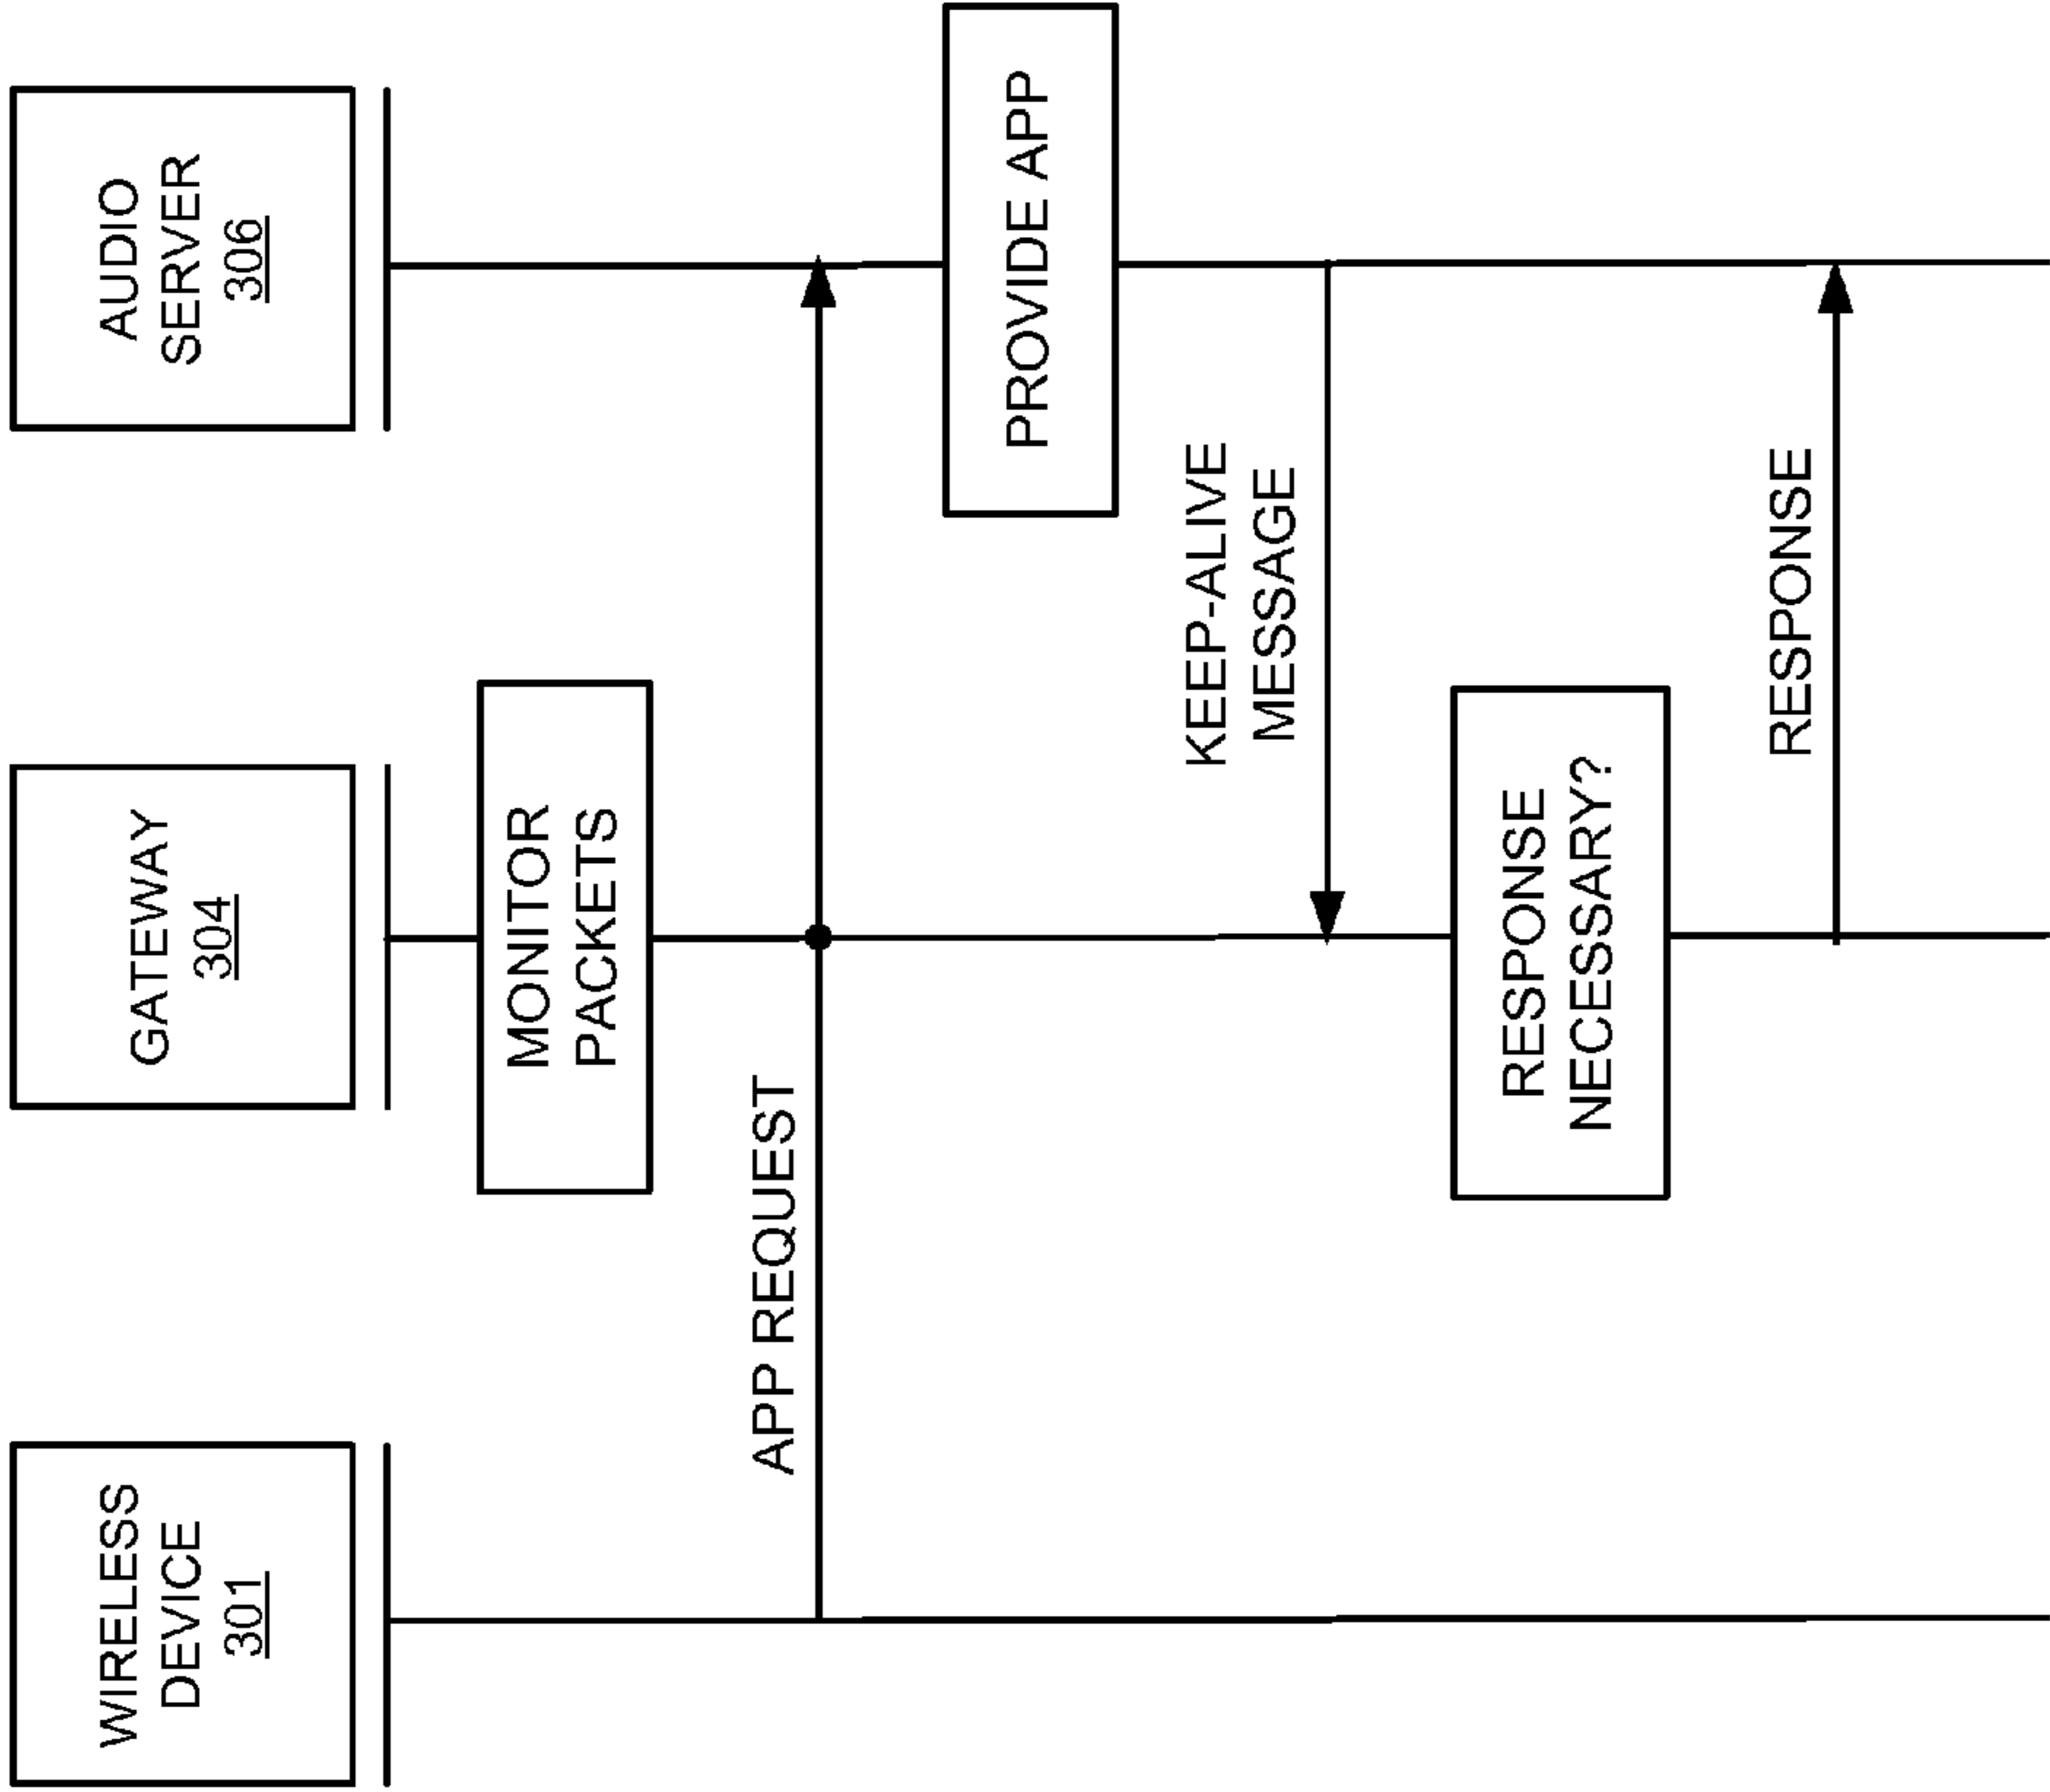 WIRELESS
DEVICE
301
GATEWAY
304
AUDIO
SERVER
306
MONITOR
PACKETS
APP REQUEST
PROVIDE APP
KEEP-ALIVE
MESSAGE
RESPONSE
NECESSARY?
RESPONSE